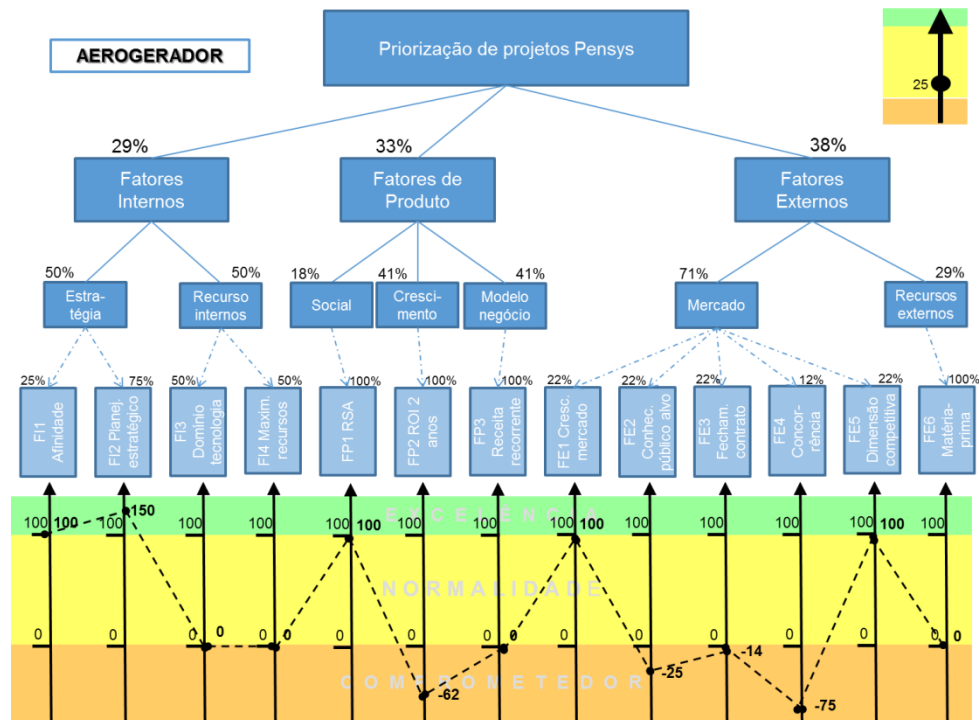 AEROGERADOR
Priorização de projetos Pensys
25
29%
33%
38%
Fatores
Internos
Fatores de
Produto
Fatores
Externos
50%
50%
18%
41%
41%
71%
29%
Estra-
tégia
Recurso
internos
Social
Cresci-
mento
Modelo
negócio
Mercado
Recursos
externos
25%
75%
50%
50%
100%
100%
100%
22%
22%
22%
12%
22%
100%
FI1
Afinidade
FI2 Planej.
estratégico
FI3
Domínio
tecnologia
FI4 Maxim.
recursos
FP1 RSA
FP2 ROI 2
anos
FP3
Receita
recorrente
FE1 Cresc.
mercado
FE2
Conhec.
público alvo
FE3
Fecham.
contrato
FE4
Concor-
rência
FE5
Dimensão
competitiva
FE6
Matéria-
prima
EXCELÊNCIA
100 100 100 150 100 100 100 100 100 100 100 100 100 100 100 100 100 100
NORMALIDADE
0 0 0 0 0 0 0 0 0 0 0 0 0 0 0 0 0
-14
-25
COMPROMETEDOR
-62
-75